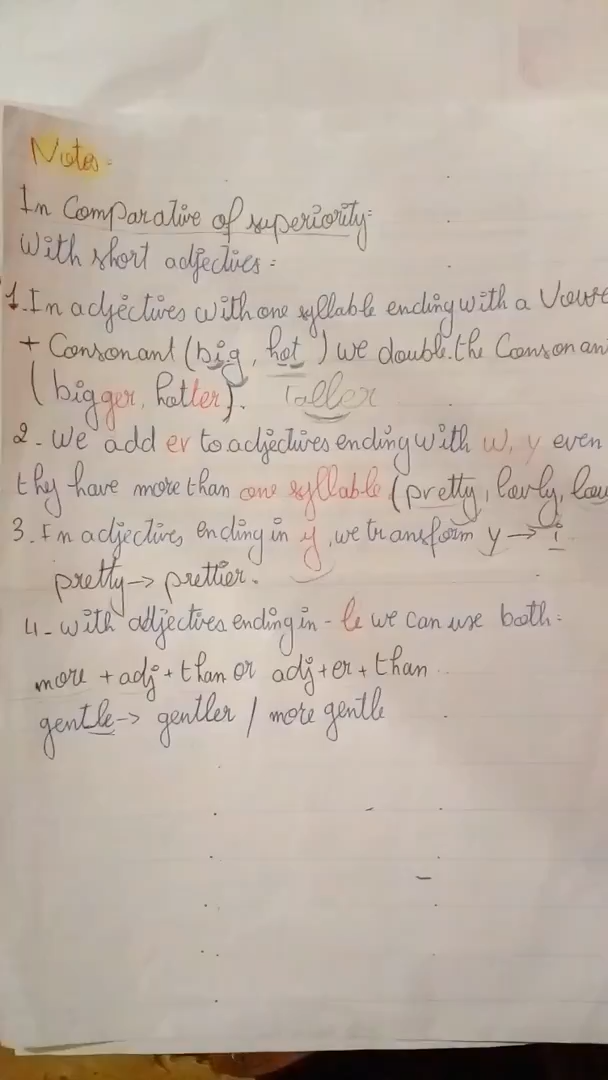 Notes:
In Comparative of superiority:
With short adjectives:
1. In adjectives with one syllable ending with a Vowe
+ Consonant (big, hot) we double the Consonan
(bigger, hotter). Taller
2 - We add er to adjectives ending with w, y even
they have more than one syllable (pretty, lovly,
3. In adjectives ending in y, we transform y → i
pretty → prettier.
4 - With adjectives ending in - le we can use both:
more + adj + than or adj + er + than
gentle -> gentler / more gentle